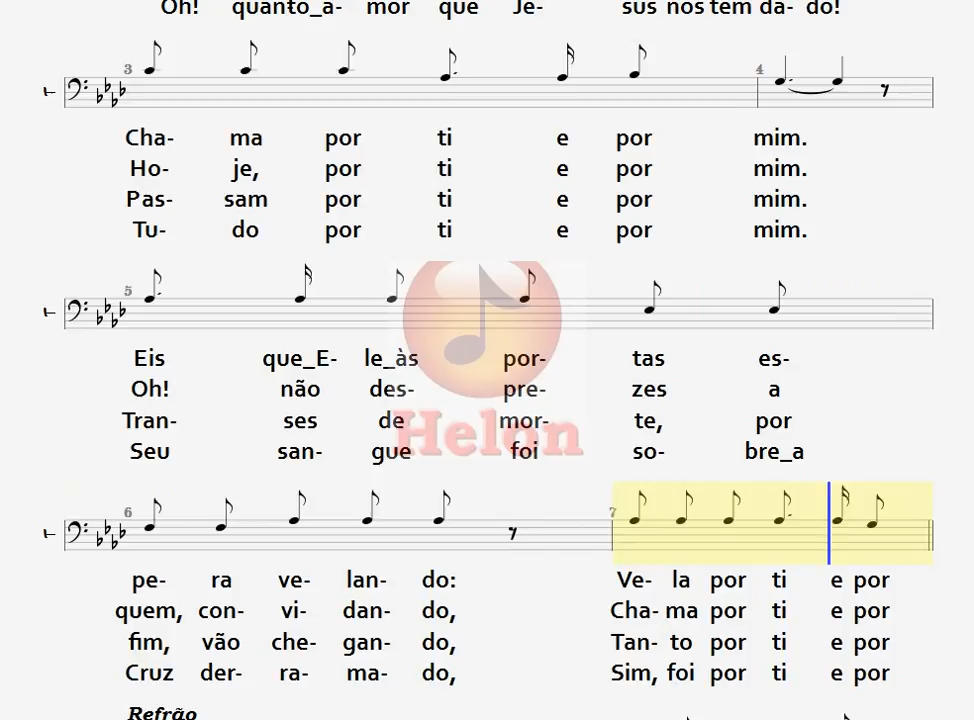 Oh! quanto_a- mor que Je- sus nos tem da- do!
3 4
Cha- ma por ti e por mim.
Ho- je, por ti e por mim.
Pas- sam por ti e por mim.
Tu- do por ti e por mim.
5
Eis que_E- le_às por- tas es-
Oh! não des- pre- zes a
Tran- ses de mor- te, por
Seu san- gue foi so- bre_a
Helon
6 7
pe- ra ve- lan- do: Ve- la por ti e por
quem, con- vi- dan- do, Cha- ma por ti e por
fim, vão che- gan- do, Tan- to por ti e por
Cruz der- ra- ma- do, Sim, foi por ti e por
Refrão